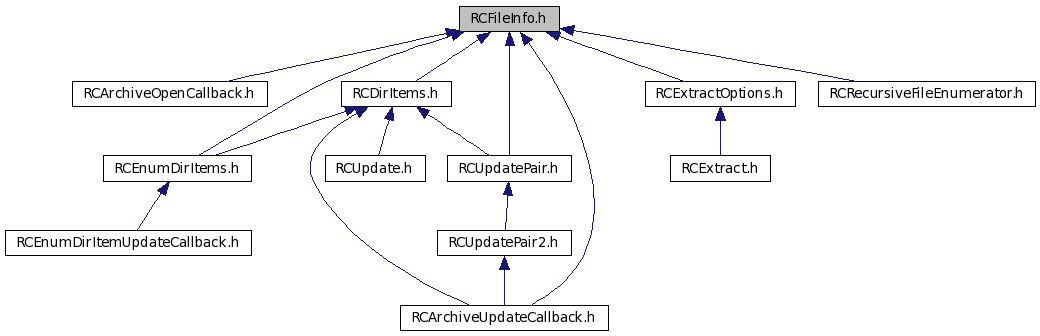 RCFileInfo.h
RCArchiveOpenCallback.h
RCDirItems.h
RCExtractOptions.h
RCRecursiveFileEnumerator.h
RCEnumDirItems.h
RCUpdate.h
RCUpdatePair.h
RCExtract.h
RCEnumDirItemUpdateCallback.h
RCUpdatePair2.h
RCArchiveUpdateCallback.h